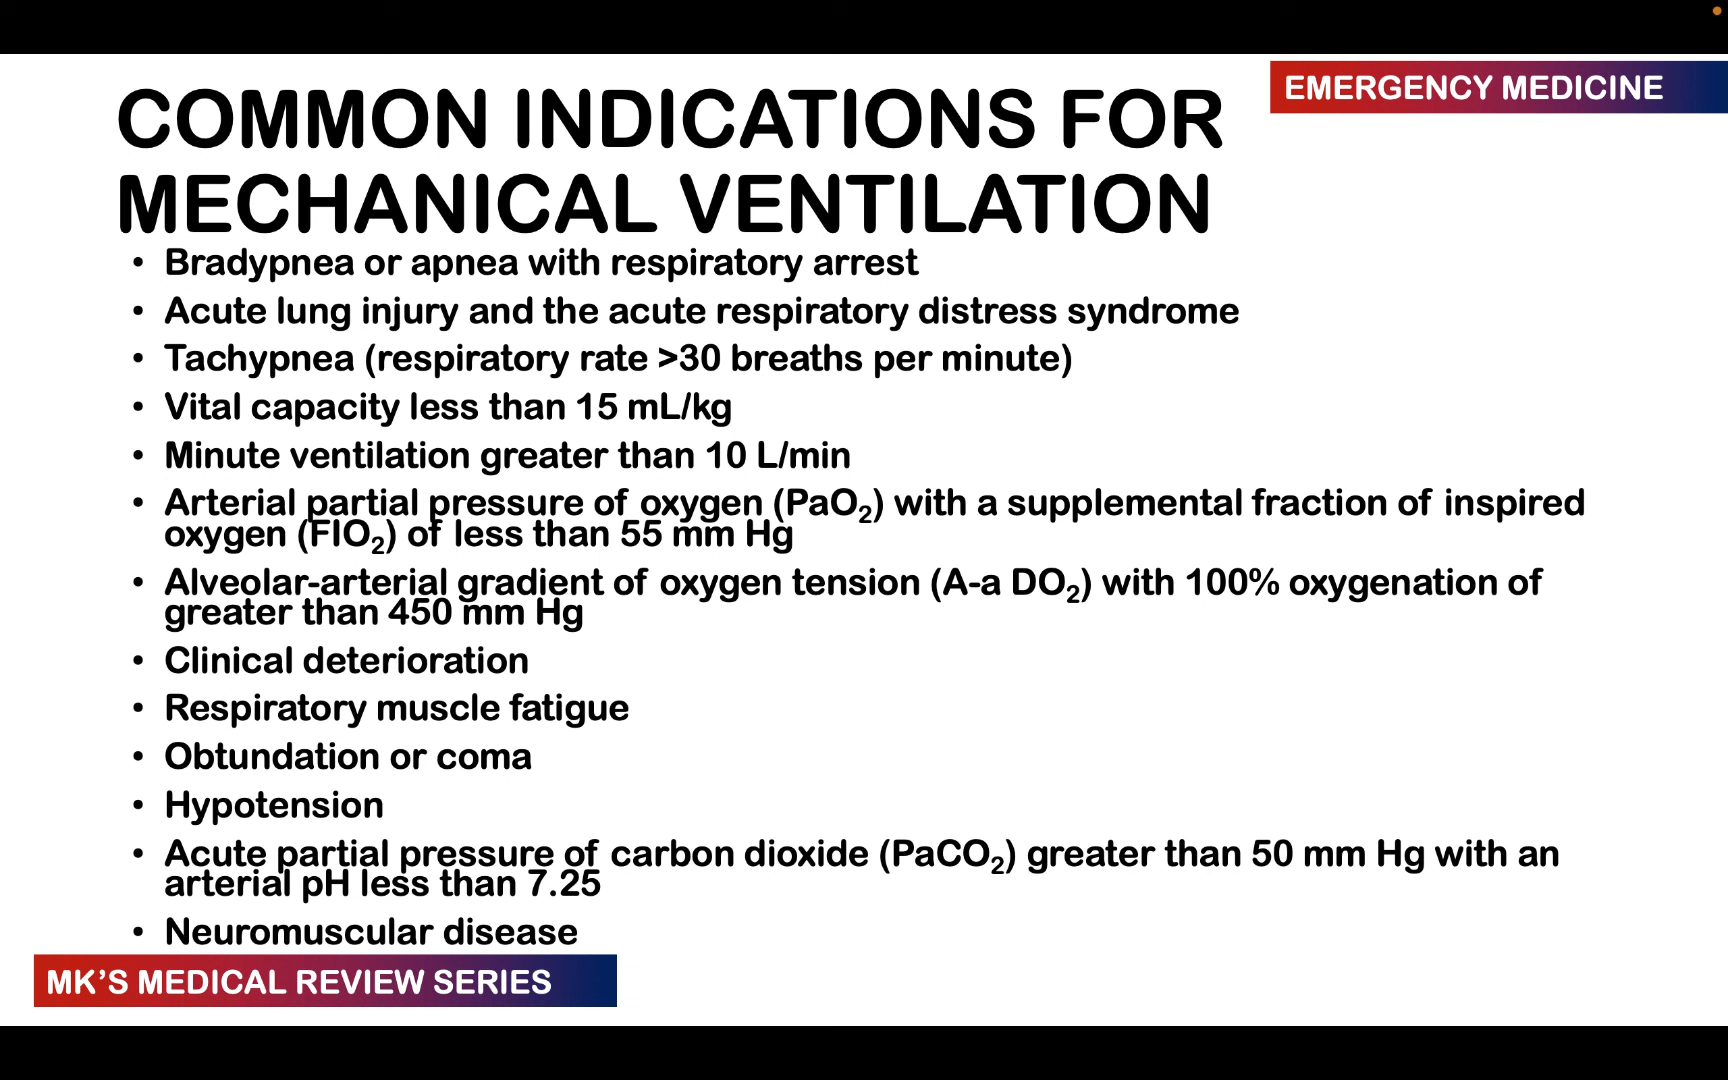 EMERGENCY MEDICINE
COMMON INDICATIONS FOR
MECHANICAL VENTILATION
• Bradypnea or apnea with respiratory arrest
• Acute lung injury and the acute respiratory distress syndrome
• Tachypnea (respiratory rate >30 breaths per minute)
• Vital capacity less than 15 mL/kg
• Minute ventilation greater than 10 L/min
• Arterial partial pressure of oxygen (PaO₂) with a supplemental fraction of inspired
oxygen (FIO₂) of less than 55 mm Hg
• Alveolar-arterial gradient of oxygen tension (A-a DO₂) with 100% oxygenation of
greater than 450 mm Hg
• Clinical deterioration
• Respiratory muscle fatigue
• Obtundation or coma
• Hypotension
• Acute partial pressure of carbon dioxide (PaCO₂) greater than 50 mm Hg with an
arterial pH less than 7.25
• Neuromuscular disease
MK’S MEDICAL REVIEW SERIES